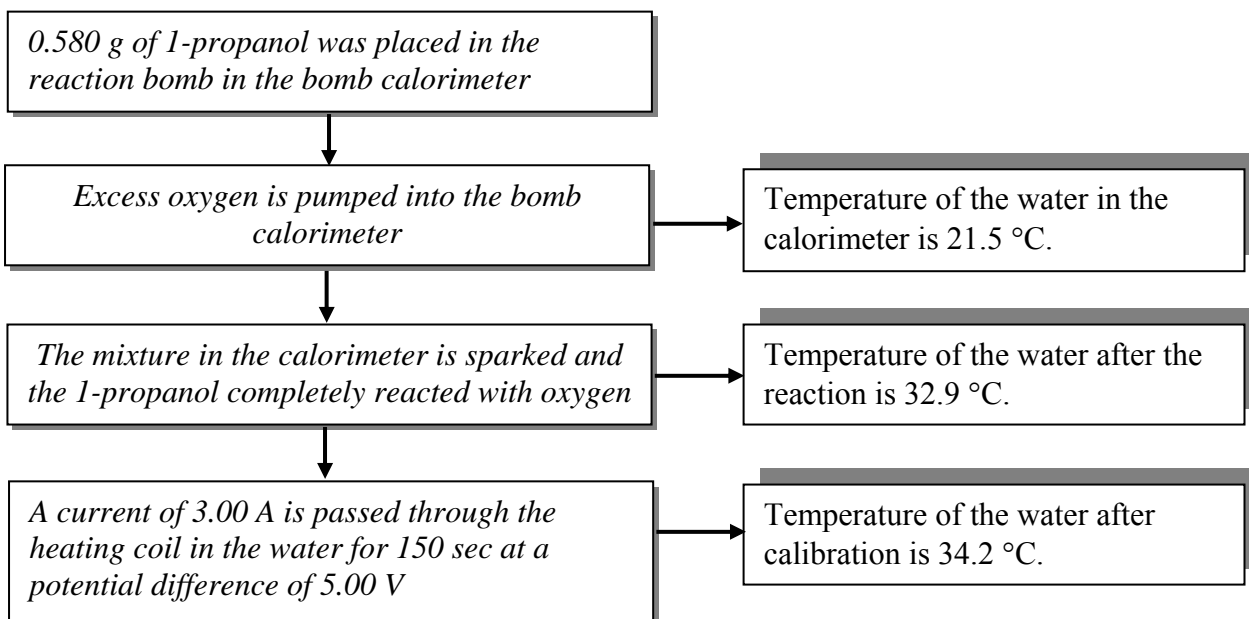 0.580 g of 1-propanol was placed in the
reaction bomb in the bomb calorimeter
Excess oxygen is pumped into the bomb
calorimeter
Temperature of the water in the
calorimeter is 21.5 °C.
The mixture in the calorimeter is sparked and
the 1-propanol completely reacted with oxygen
Temperature of the water after the
reaction is 32.9 °C.
A current of 3.00 A is passed through the
heating coil in the water for 150 sec at a
potential difference of 5.00 V
Temperature of the water after
calibration is 34.2 °C.